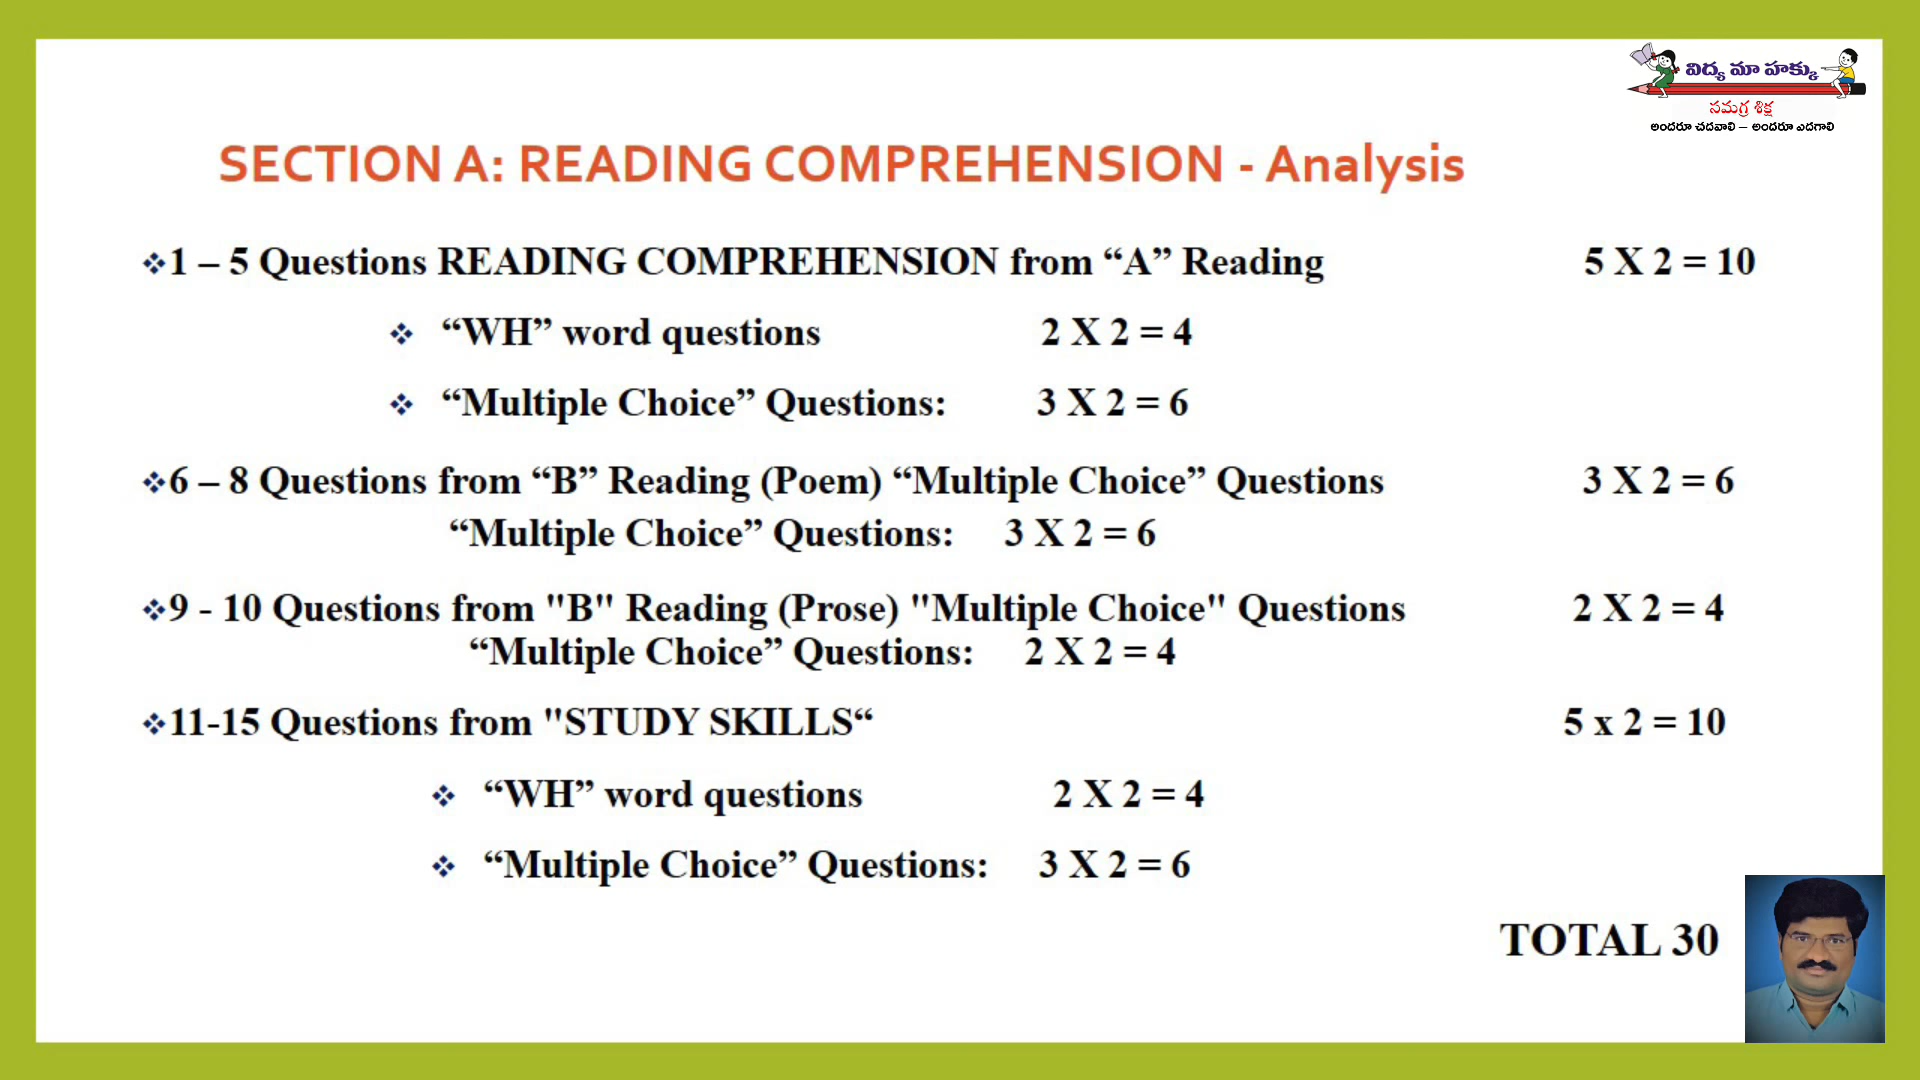 విద్య మా హక్కు
సమగ్ర శిక్ష
అందరూ చదవాలి – అందరూ ఎదగాలి
SECTION A: READING COMPREHENSION - Analysis
❖1 – 5 Questions READING COMPREHENSION from “A” Reading 5 X 2 = 10
❖ “WH” word questions 2 X 2 = 4
❖ “Multiple Choice” Questions: 3 X 2 = 6
❖6 – 8 Questions from “B” Reading (Poem) “Multiple Choice” Questions 3 X 2 = 6
“Multiple Choice” Questions: 3 X 2 = 6
❖9 - 10 Questions from "B" Reading (Prose) "Multiple Choice" Questions 2 X 2 = 4
“Multiple Choice” Questions: 2 X 2 = 4
❖11-15 Questions from "STUDY SKILLS“ 5 x 2 = 10
❖ “WH” word questions 2 X 2 = 4
❖ “Multiple Choice” Questions: 3 X 2 = 6
TOTAL 30